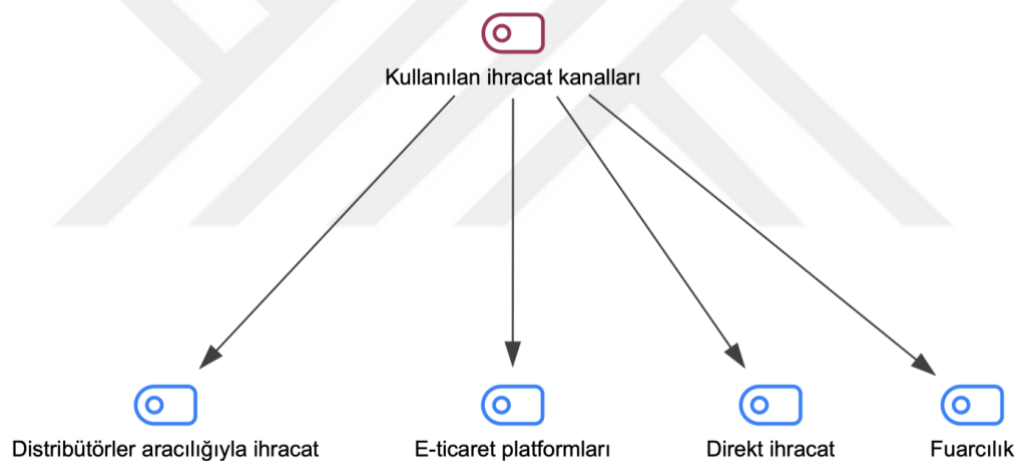 Kullanılan ihracat kanalları
Distribütörler aracılığıyla ihracat
E-ticaret platformları
Direkt ihracat
Fuarcılık